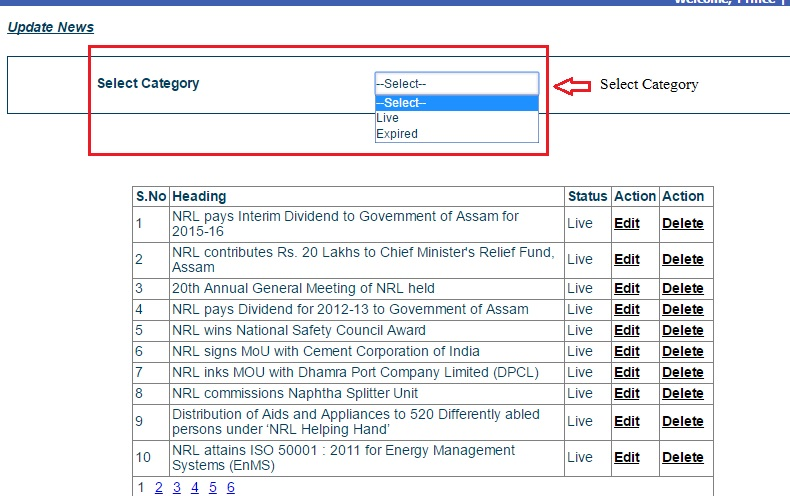 Welcome, Prince |
Update News
Select Category
--Select--
Select Category
--Select--
Live
Expired
S.No Heading Status Action Action
1 NRL pays Interim Dividend to Government of Assam for
2015-16 Live Edit Delete
2 NRL contributes Rs. 20 Lakhs to Chief Minister's Relief Fund,
Assam Live Edit Delete
3 20th Annual General Meeting of NRL held Live Edit Delete
4 NRL pays Dividend for 2012-13 to Government of Assam Live Edit Delete
5 NRL wins National Safety Council Award Live Edit Delete
6 NRL signs MoU with Cement Corporation of India Live Edit Delete
7 NRL inks MOU with Dhamra Port Company Limited (DPCL) Live Edit Delete
8 NRL commissions Naphtha Splitter Unit Live Edit Delete
9 Distribution of Aids and Appliances to 520 Differently abled
persons under ‘NRL Helping Hand’ Live Edit Delete
10 NRL attains ISO 50001 : 2011 for Energy Management
Systems (EnMS) Live Edit Delete
1 2 3 4 5 6